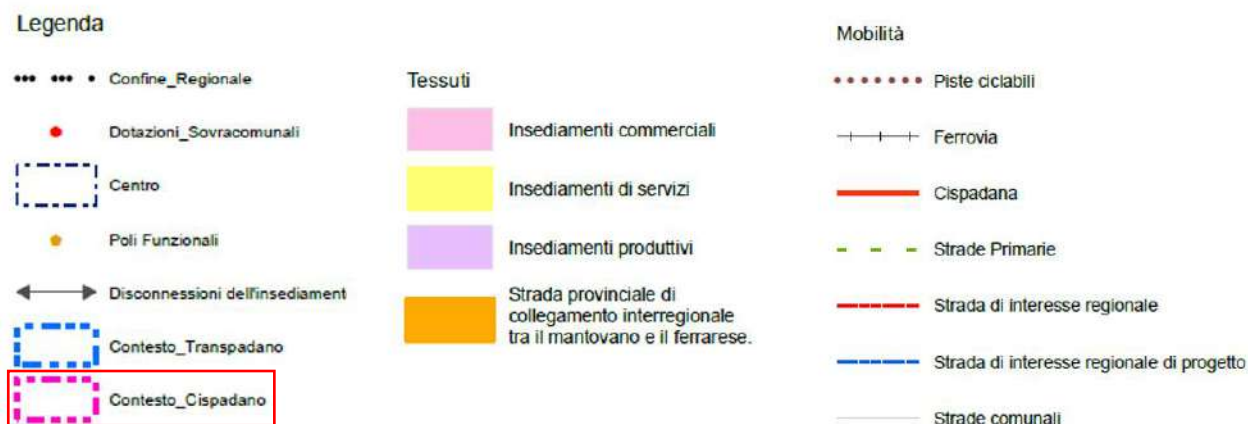 Legenda
Confine_Regionale
Dotazioni_Sovracomunali
Centro
Poli Funzionali
Disconnessioni dell'insediament
Contesto_Transpadano
Contesto_Cispadano
Tessuti
Insediamenti commerciali
Insediamenti di servizi
Insediamenti produttivi
Strada provinciale di
collegamento interregionale
tra il mantovano e il ferrarese.
Mobilità
Piste ciclabili
Ferrovia
Cispadana
Strade Primarie
Strada di interesse regionale
Strada di interesse regionale di progetto
Strade comunali